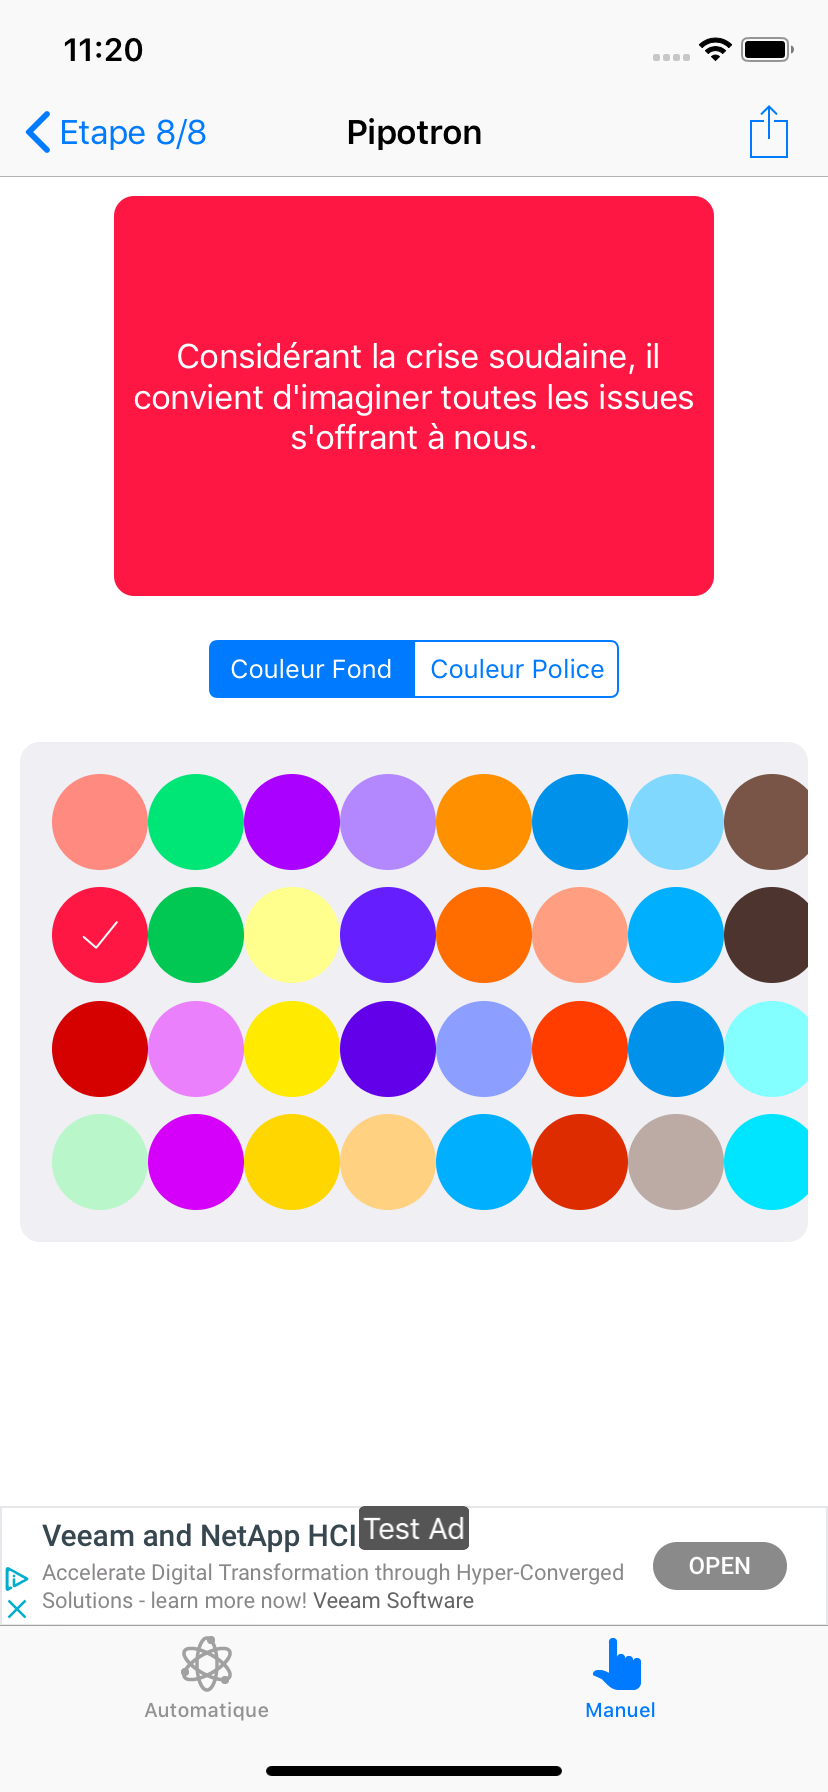 11:20
Etape 8/8
Pipotron
Considérant la crise soudaine, il
convient d'imaginer toutes les issues
s'offrant à nous.
Couleur Fond
Couleur Police
Veeam and NetApp HCI
Test Ad
Accelerate Digital Transformation through Hyper-Converged
Solutions - learn more now! Veeam Software
OPEN
Automatique
Manuel